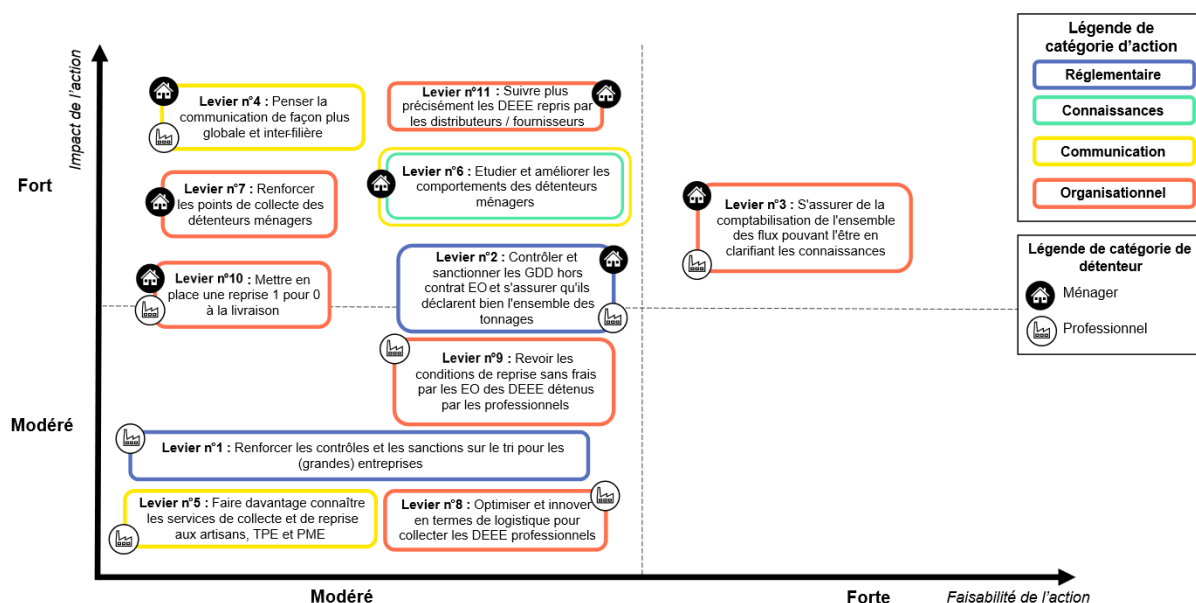 Impact de l'action
Fort
Modéré
Levier n°4 : Penser la
communication de façon plus
globale et inter-filière
Levier n°11 : Suivre plus
précisément les DEEE repris par
les distributeurs / fournisseurs
Levier n°7 : Renforcer
les points de collecte des
détenteurs ménagers
Levier n°6 : Etudier et améliorer les
comportements des détenteurs
ménagers
Levier n°3 : S'assurer de la
comptabilisation de l'ensemble
des flux pouvant l'être en
clarifiant les connaissances
Levier n°10 : Mettre en
place une reprise 1 pour 0
à la livraison
Levier n°2 : Contrôler et
sanctionner les GDD hors
contrat EO et s'assurer qu'ils
déclarent bien l'ensemble des
tonnages
Levier n°9 : Revoir les
conditions de reprise sans frais
par les EO des DEEE détenus
par les professionnels
Levier n°1 : Renforcer les contrôles et les sanctions sur le tri pour les
(grandes) entreprises
Levier n°5 : Faire davantage connaître
les services de collecte et de reprise
aux artisans, TPE et PME
Levier n°8 : Optimiser et innover
en termes de logistique pour
collecter les DEEE professionnels
Modéré
Forte
Faisabilité de l'action
Légende de
catégorie d'action
Réglementaire
Connaissances
Communication
Organisationnel
Légende de catégorie de
détenteur
Ménager
Professionnel